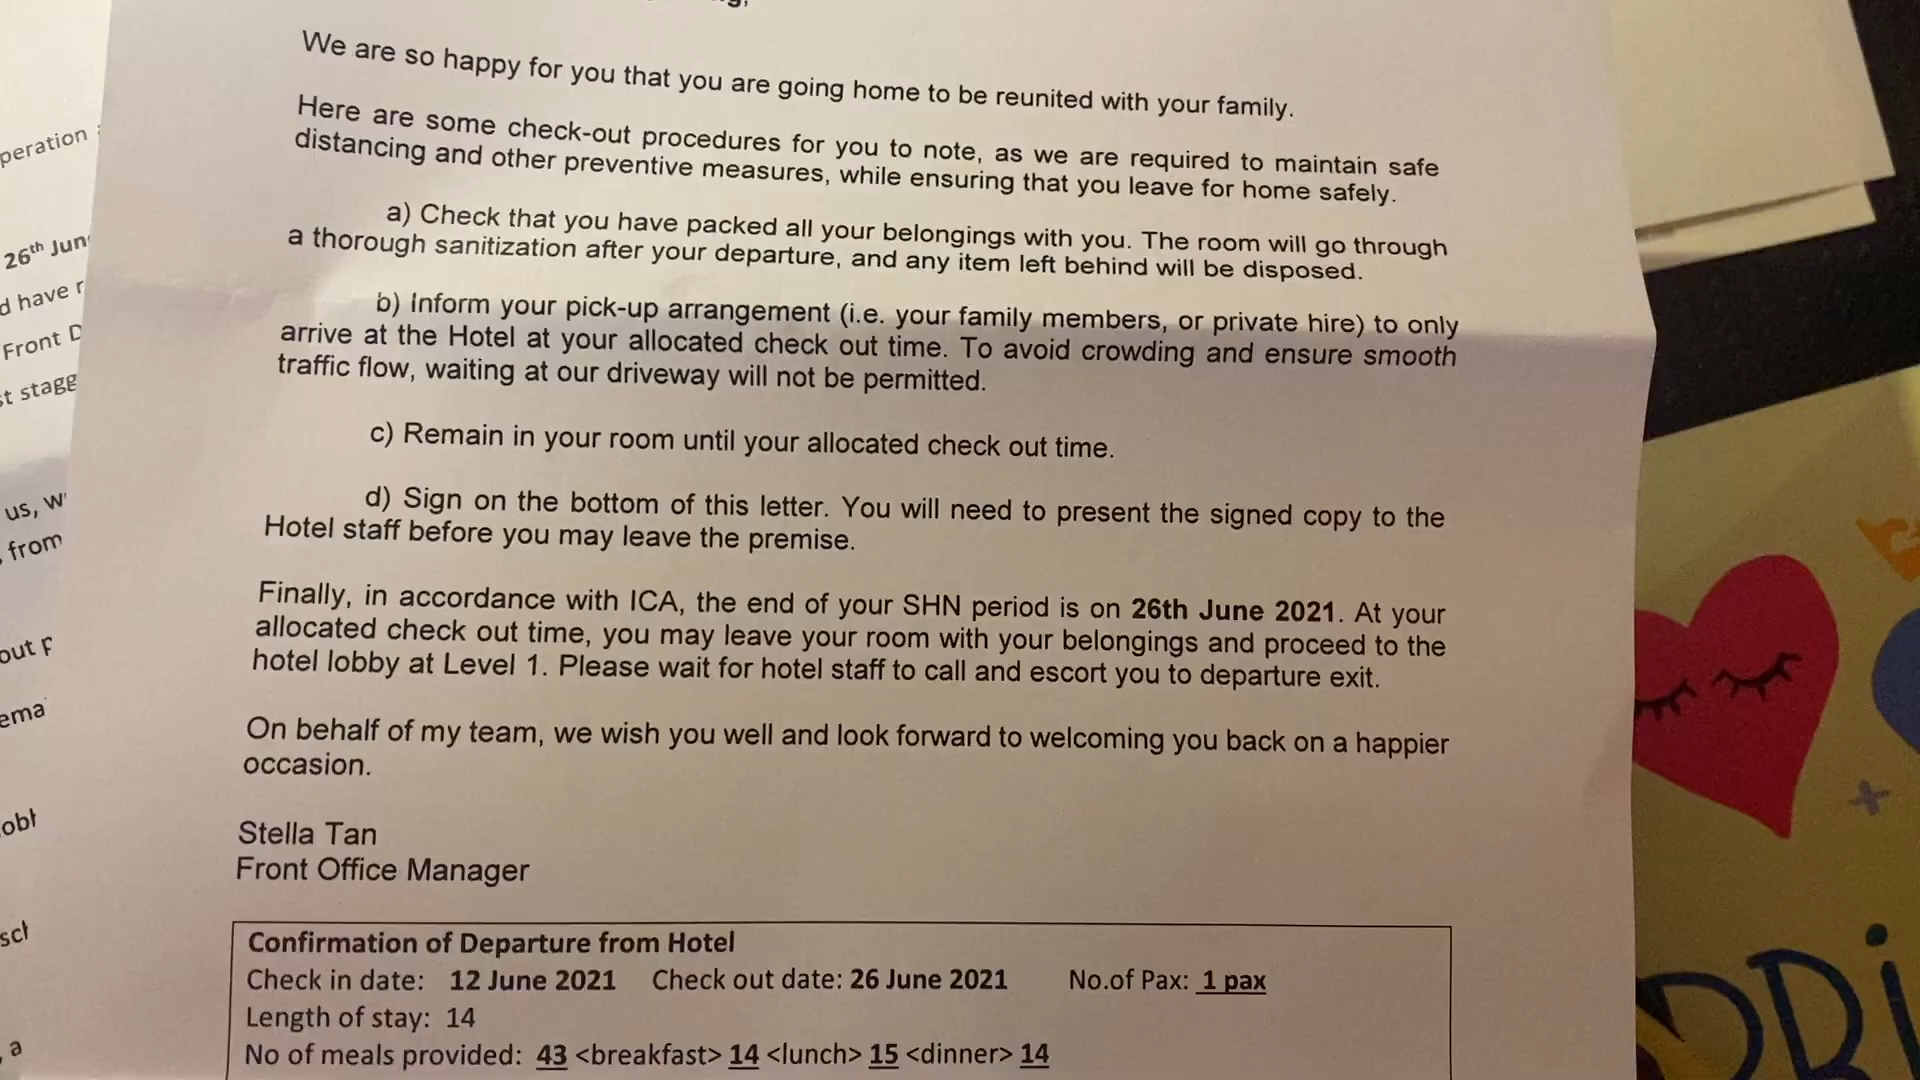 We are so happy for you that you are going home to be reunited with your family.
Here are some check-out procedures for you to note, as we are required to maintain safe
distancing and other preventive measures, while ensuring that you leave for home safely.
a) Check that you have packed all your belongings with you. The room will go through
a thorough sanitization after your departure, and any item left behind will be disposed.
b) Inform your pick-up arrangement (i.e. your family members, or private hire) to only
arrive at the Hotel at your allocated check out time. To avoid crowding and ensure smooth
traffic flow, waiting at our driveway will not be permitted.
c) Remain in your room until your allocated check out time.
d) Sign on the bottom of this letter. You will need to present the signed copy to the
Hotel staff before you may leave the premise.
Finally, in accordance with ICA, the end of your SHN period is on 26th June 2021. At your
allocated check out time, you may leave your room with your belongings and proceed to the
hotel lobby at Level 1. Please wait for hotel staff to call and escort you to departure exit.
On behalf of my team, we wish you well and look forward to welcoming you back on a happier
occasion.
Stella Tan
Front Office Manager
Confirmation of Departure from Hotel
Check in date: 12 June 2021 Check out date: 26 June 2021 No.of Pax: 1 pax
Length of stay: 14
No of meals provided: 43 <breakfast> 14 <lunch> 15 <dinner> 14
peration
26th Jun
d have
Front D
st stagg
us, w
from
out